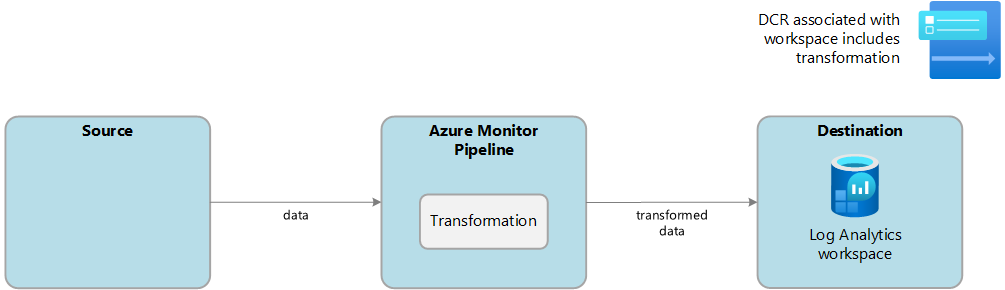 DCR associated with
workspace includes
transformation
Source
Azure Monitor
Pipeline
Destination
data
Transformation
transformed
data
Log Analytics
workspace